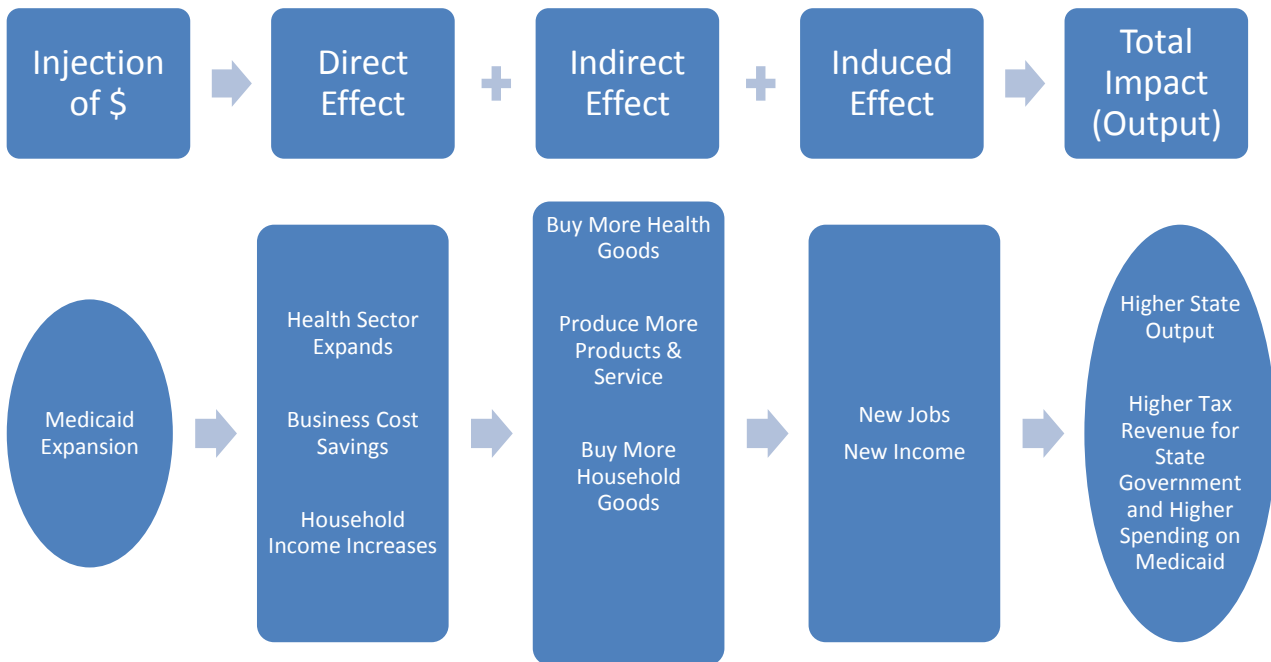 Injection
of $
Direct
Effect
Indirect
Effect
Induced
Effect
Total
Impact
(Output)
Medicaid
Expansion
Health Sector
Expands
Business Cost
Savings
Household
Income Increases
Buy More Health
Goods
Produce More
Products &
Service
Buy More
Household
Goods
New Jobs
New Income
Higher State
Output
Higher Tax
Revenue for
State
Government
and Higher
Spending on
Medicaid